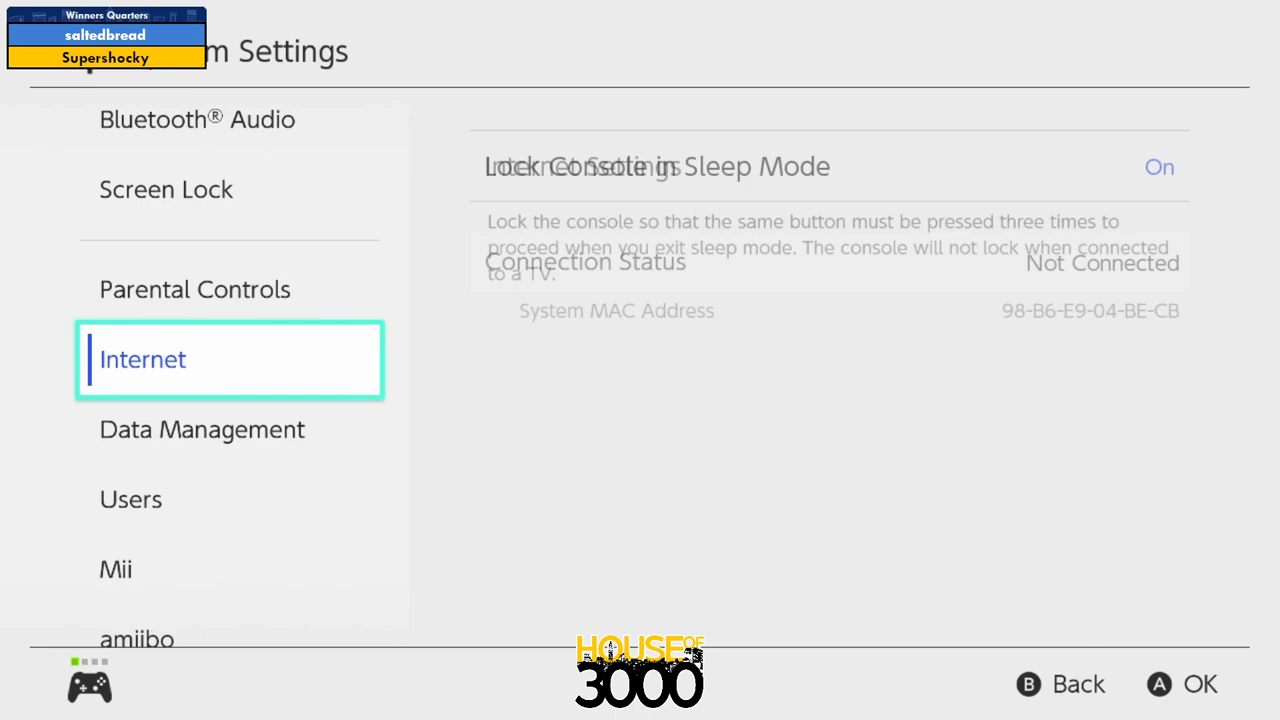 Winners Quarters
saltedbread
Supershocky
m Settings
Bluetooth® Audio
Screen Lock
Parental Controls
Internet
Data Management
Users
Mii
amiibo
Lock Console in Sleep Mode
On
Internet Settings
Lock the console so that the same button must be pressed three times to
proceed when you exit sleep mode. The console will not lock when connected
to a TV.
Connection Status
Not Connected
System MAC Address
98-B6-E9-04-BE-CB
HOUSE OF
3000
B Back
A OK